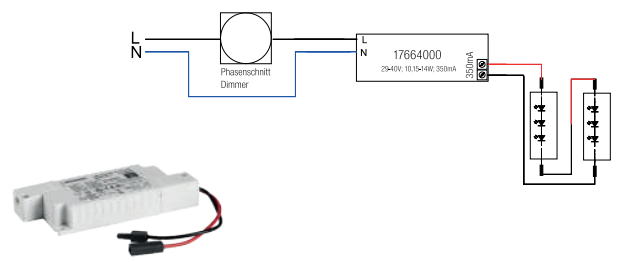 L
N
Phasenschnitt
Dimmer
L
N
17664000
29-40V; 10,15-14W; 350mA
350mA